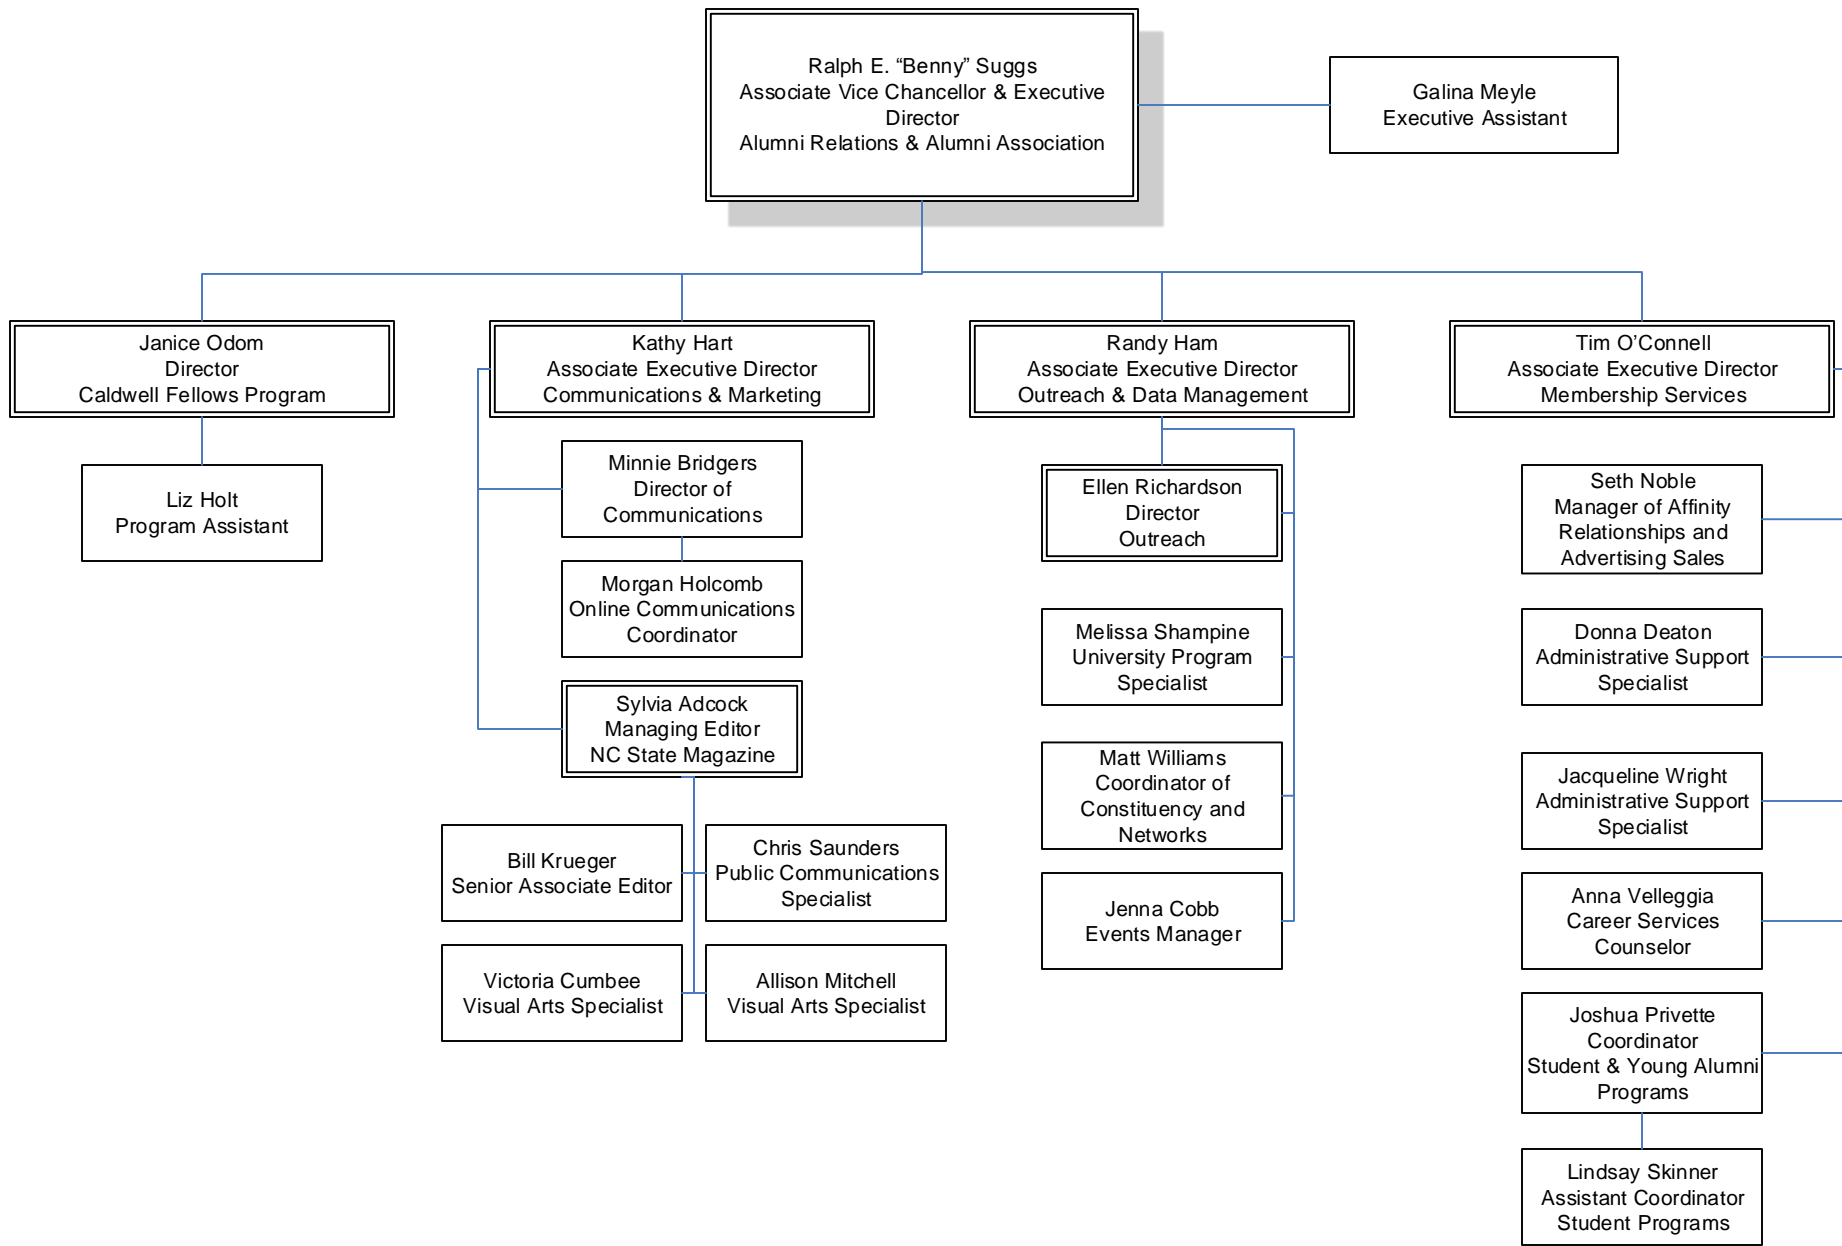 Ralph E. “Benny” Suggs
Associate Vice Chancellor & Executive
Director
Alumni Relations & Alumni Association
Galina Meyle
Executive Assistant
Janice Odom
Director
Caldwell Fellows Program
Liz Holt
Program Assistant
Kathy Hart
Associate Executive Director
Communications & Marketing
Minnie Bridgers
Director of
Communications
Morgan Holcomb
Online Communications
Coordinator
Sylvia Adcock
Managing Editor
NC State Magazine
Bill Krueger
Senior Associate Editor
Chris Saunders
Public Communications
Specialist
Victoria Cumbee
Visual Arts Specialist
Allison Mitchell
Visual Arts Specialist
Randy Ham
Associate Executive Director
Outreach & Data Management
Ellen Richardson
Director
Outreach
Melissa Shampine
University Program
Specialist
Matt Williams
Coordinator of
Constituency and
Networks
Jenna Cobb
Events Manager
Tim O’Connell
Associate Executive Director
Membership Services
Seth Noble
Manager of Affinity
Relationships and
Advertising Sales
Donna Deaton
Administrative Support
Specialist
Jacqueline Wright
Administrative Support
Specialist
Anna Velleggia
Career Services
Counselor
Joshua Privette
Coordinator
Student & Young Alumni
Programs
Lindsay Skinner
Assistant Coordinator
Student Programs